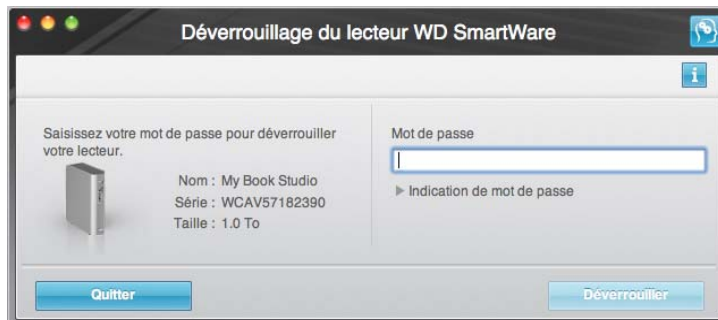 Déverrouillage du lecteur WD SmartWare
i
Saisissez votre mot de passe pour déverrouiller
votre lecteur.
Nom : My Book Studio
Série : WCAV57182390
Taille : 1.0 To
Mot de passe
Indication de mot de passe
Quitter
Déverrouiller